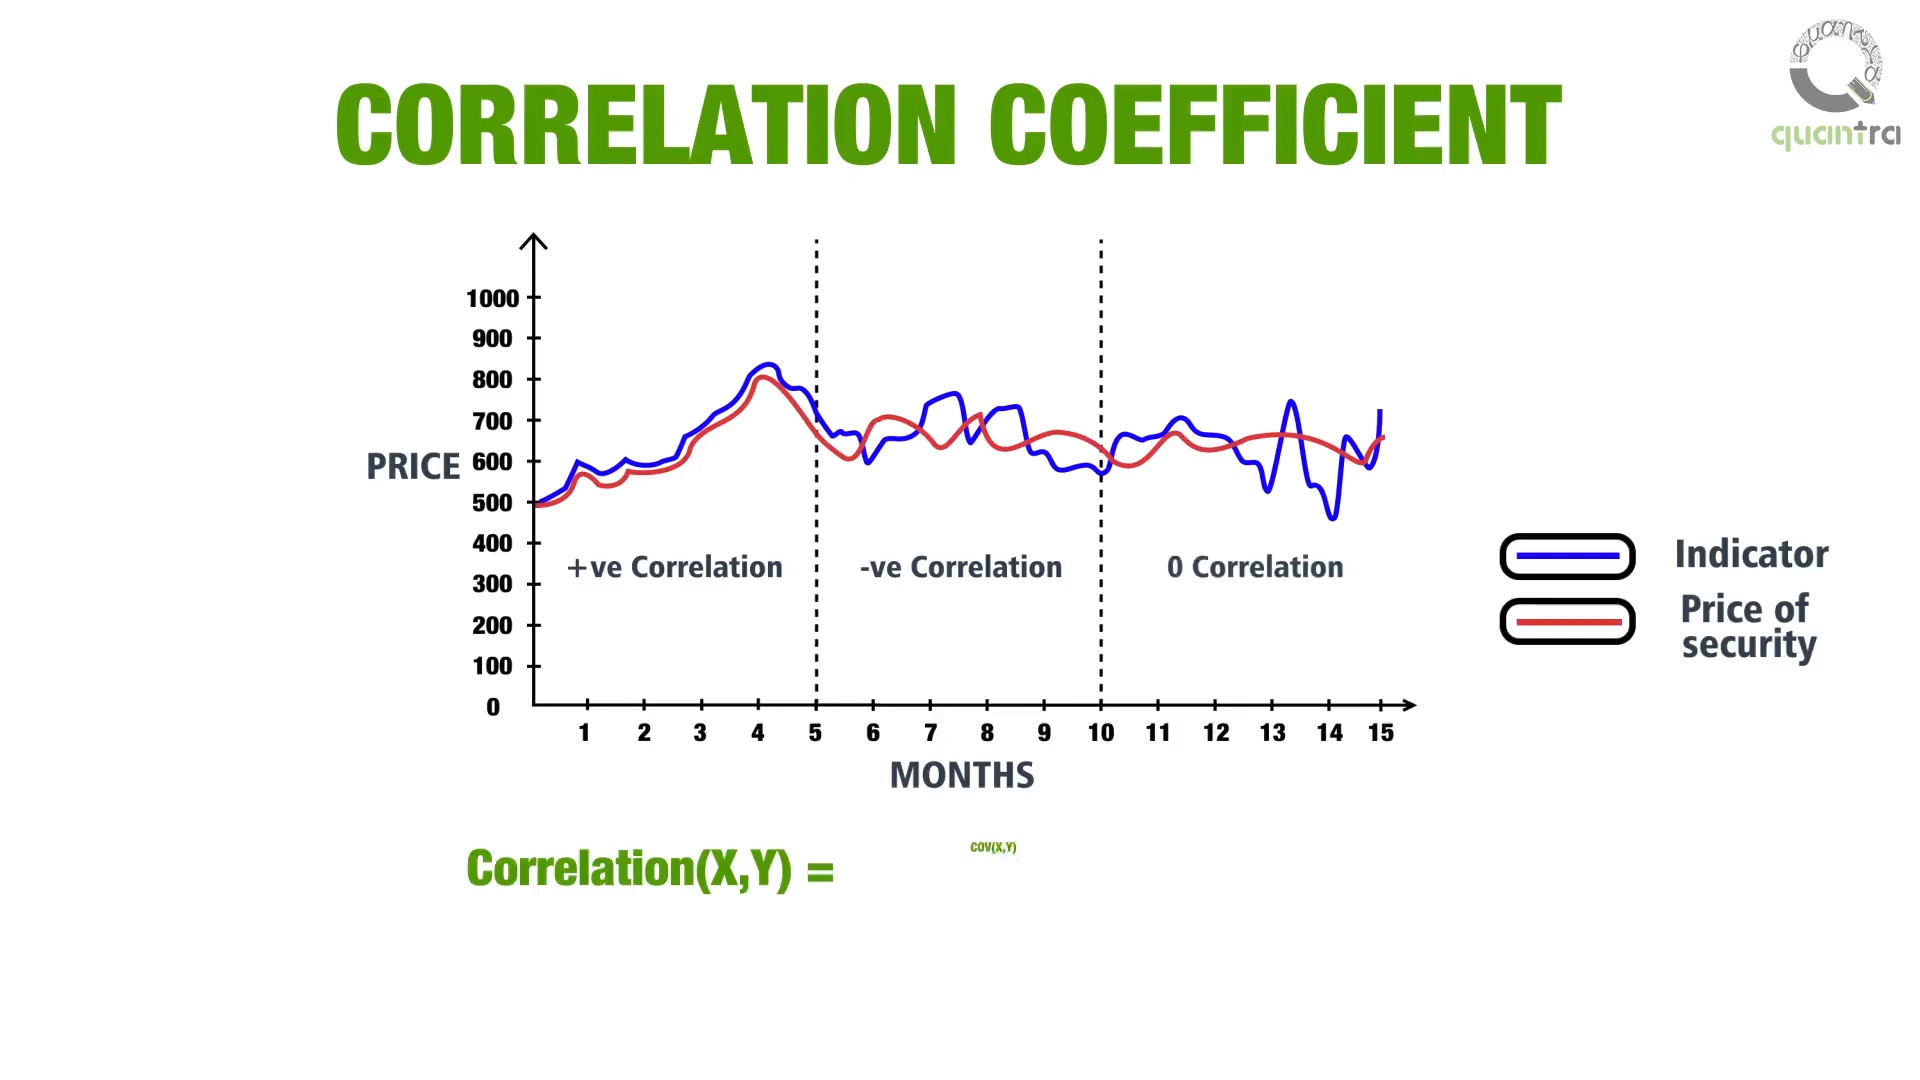 quantra
quantra
CORRELATION COEFFICIENT
1000
900
800
700
PRICE 600
500
400
+ve Correlation -ve Correlation 0 Correlation
300
200
100
0
1 2 3 4 5 6 7 8 9 10 11 12 13 14 15
MONTHS
Indicator
Price of
security
COV(X,Y)
Correlation(X,Y) =